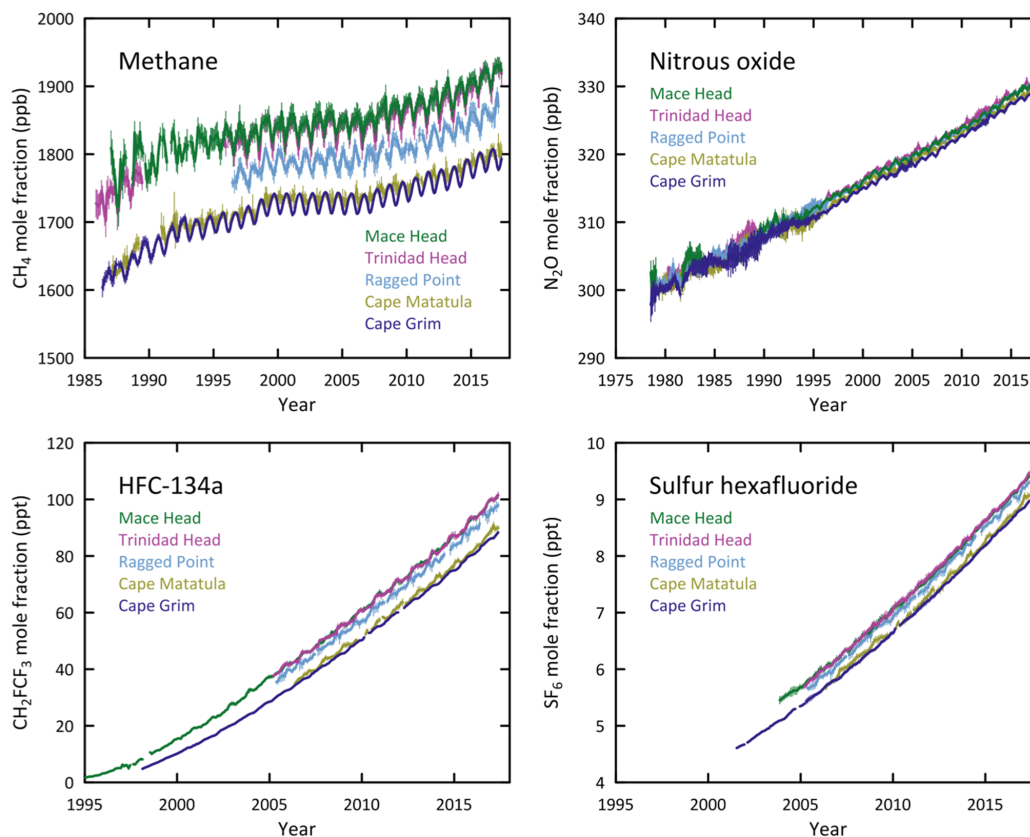 Methane
CH4 mole fraction (ppb)
2000
1900
1800
1700
1600
1500
Mace Head
Trinidad Head
Ragged Point
Cape Matatula
Cape Grim
1985 1990 1995 2000 2005 2010 2015
Year
Nitrous oxide
N2O mole fraction (ppb)
340
330
320
310
300
290
Mace Head
Trinidad Head
Ragged Point
Cape Matatula
Cape Grim
1975 1980 1985 1990 1995 2000 2005 2010 2015
Year
HFC-134a
CH2FCF3 mole fraction (ppt)
120
100
80
60
40
20
0
Mace Head
Trinidad Head
Ragged Point
Cape Matatula
Cape Grim
1995 2000 2005 2010 2015
Year
Sulfur hexafluoride
SF6 mole fraction (ppt)
10
9
8
7
6
5
4
Mace Head
Trinidad Head
Ragged Point
Cape Matatula
Cape Grim
1995 2000 2005 2010 2015
Year